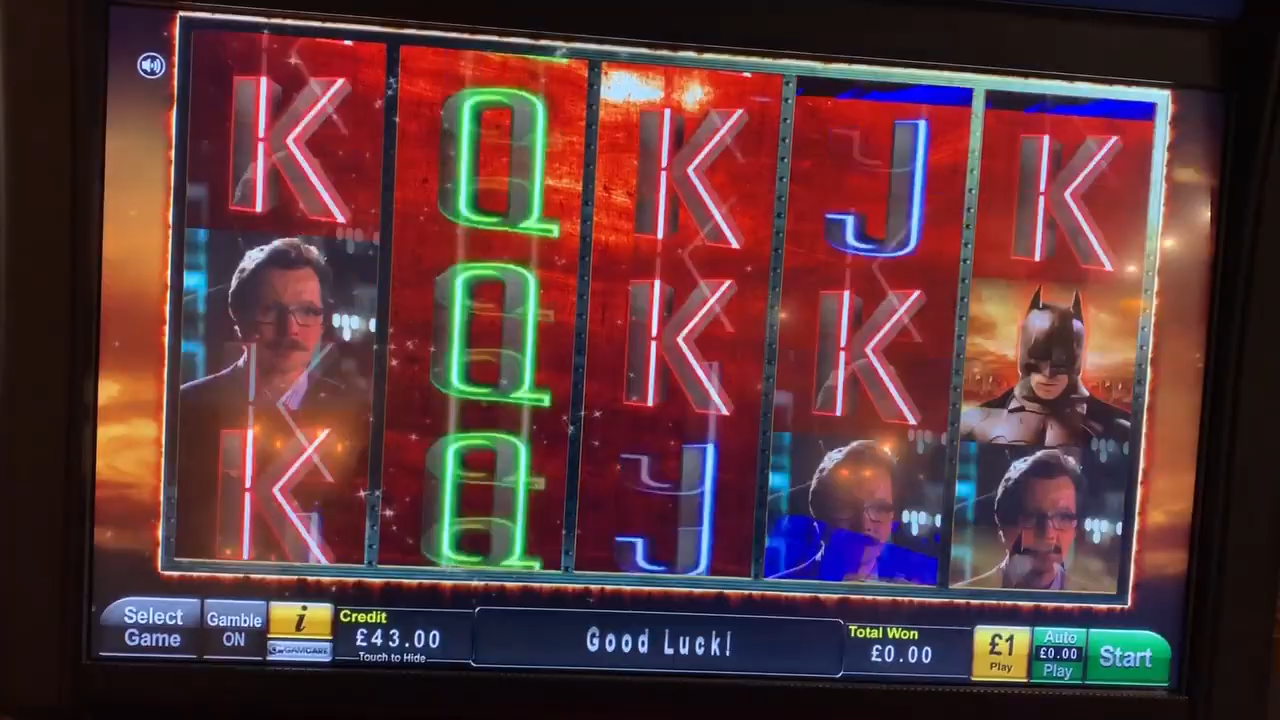 K Q K J K
Q K K
K Q J
Select
Game
Gamble
ON
i
GAMCARE
Credit
£43.00
Touch to Hide
Good Luck!
Total Won
£0.00
£1
Play
Auto
£0.00
Play
Start